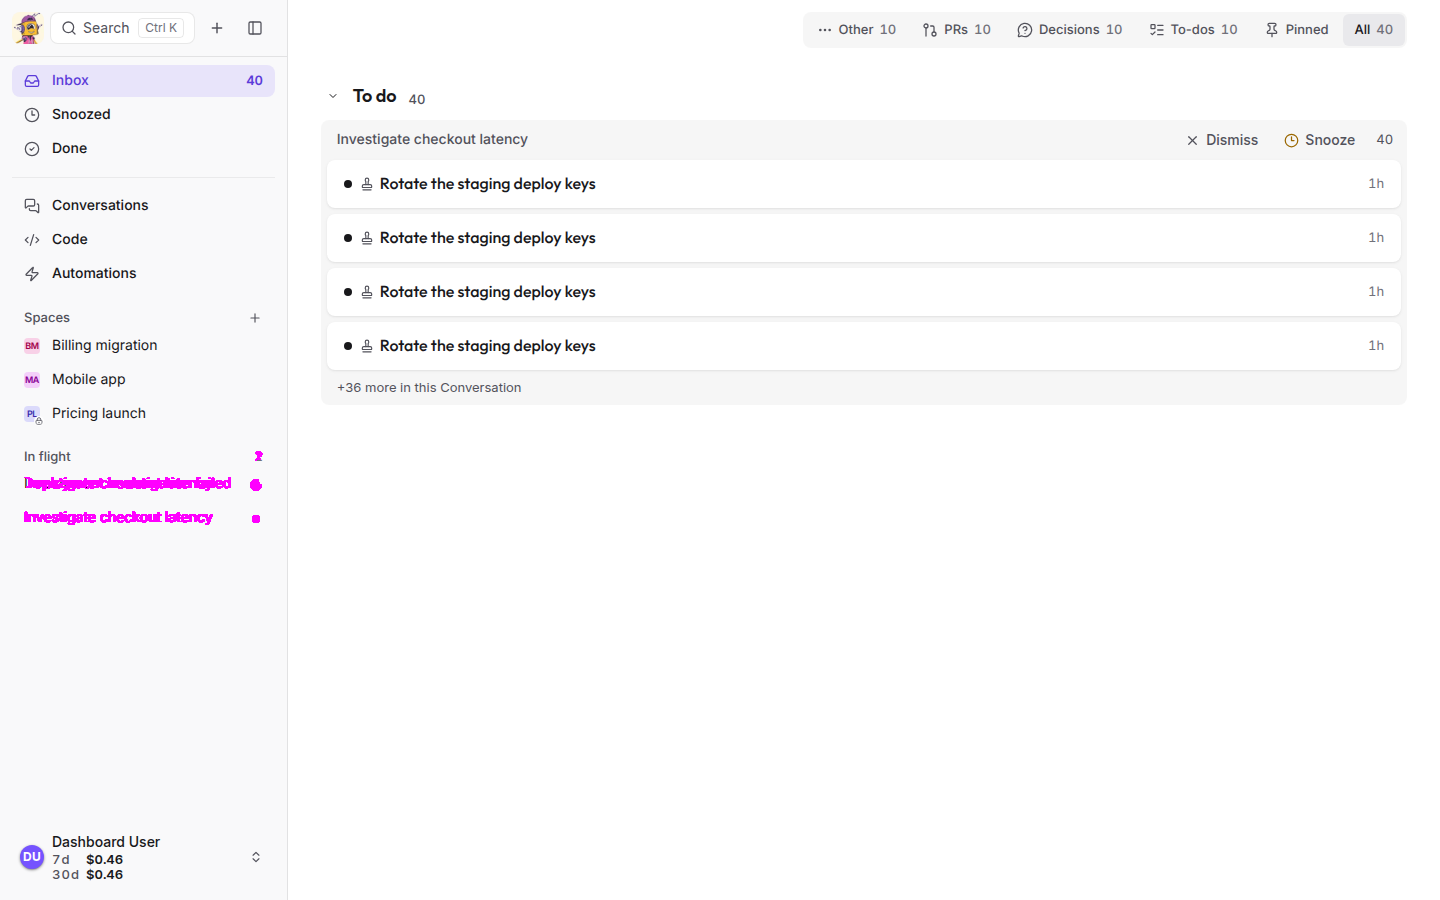 Search Ctrl K
Inbox 40
Snoozed
Done
Conversations
Code
Automations
Spaces
BM Billing migration
MA Mobile app
PL Pricing launch
In flight
Investigate checkout latency
DU Dashboard User
7d $0.46
30d $0.46
Other 10 PRs 10 Decisions 10 To-dos 10 Pinned All 40
To do 40
Investigate checkout latency Dismiss Snooze 40
Rotate the staging deploy keys 1h
Rotate the staging deploy keys 1h
Rotate the staging deploy keys 1h
Rotate the staging deploy keys 1h
+36 more in this Conversation